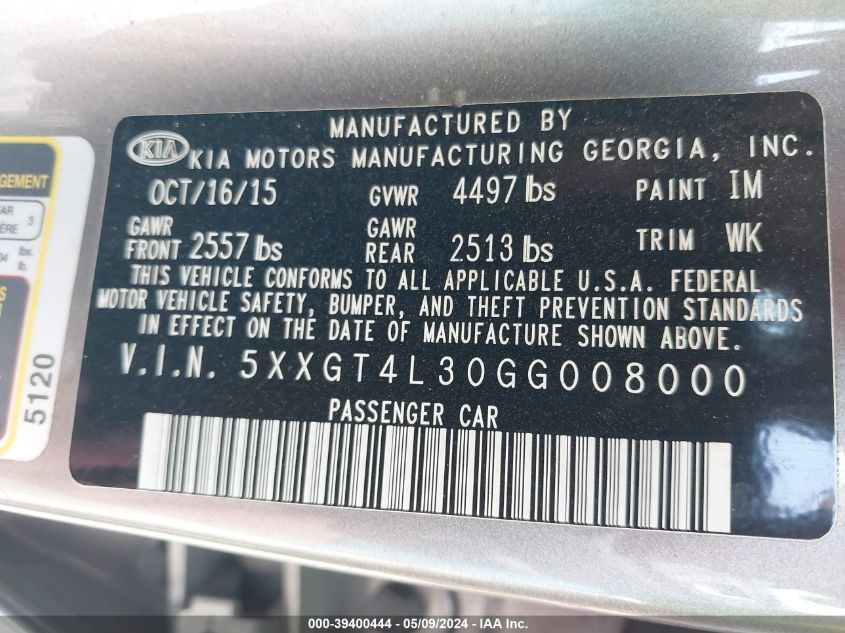 MANUFACTURED BY
KIA KIA MOTORS MANUFACTURING GEORGIA, INC.
OCT/16/15 GVWR 4497 lbs PAINT IM
GAWR FRONT 2557 lbs GAWR REAR 2513 lbs TRIM WK
THIS VEHICLE CONFORMS TO ALL APPLICABLE U.S.A. FEDERAL
MOTOR VEHICLE SAFETY, BUMPER, AND THEFT PREVENTION STANDARDS
IN EFFECT ON THE DATE OF MANUFACTURE SHOWN ABOVE.
V.I.N. 5XXGT4L30GG008000
PASSENGER CAR
3
lbs.
5120
000-39400444 - 05/09/2024 - IAA Inc.